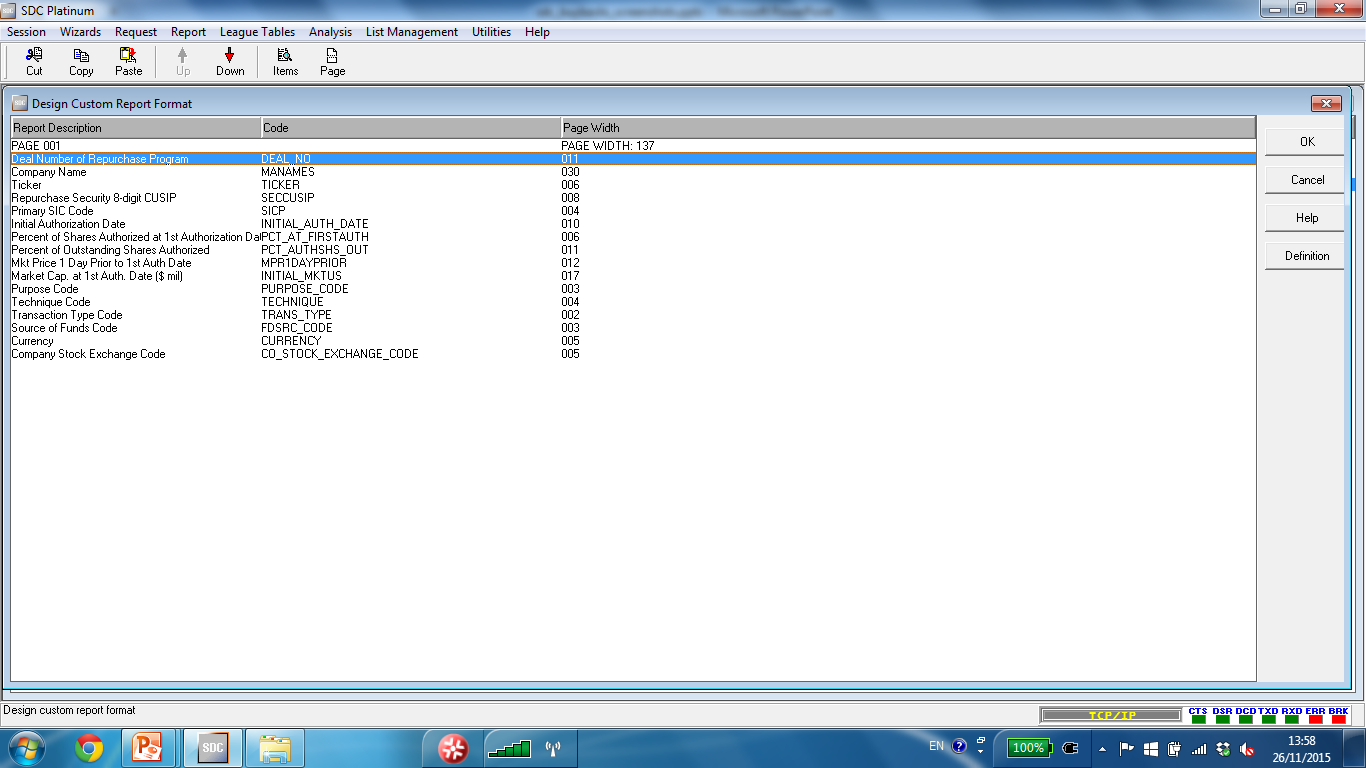 SDC Platinum
Session Wizards Request Report League Tables Analysis List Management Utilities Help
Cut Copy Paste Up Down Items Page
SDC Design Custom Report Format
Report Description Code Page Width
PAGE 001 PAGE WIDTH: 137
Deal Number of Repurchase Program DEAL_NO 011
Company Name MANAMES 030
Ticker TICKER 006
Repurchase Security 8-digit CUSIP SECCUSIP 008
Primary SIC Code SICP 004
Initial Authorization Date INITIAL_AUTH_DATE 010
Percent of Shares Authorized at 1st Authorization Dat PCT_AT_FIRSTAUTH 006
Percent of Outstanding Shares Authorized PCT_AUTHSHS_OUT 011
Mkt Price 1 Day Prior to 1st Auth Date MPR1DAYPRIOR 012
Market Cap. at 1st Auth. Date ($ mil) INITIAL_MKTUS 017
Purpose Code PURPOSE_CODE 003
Technique Code TECHNIQUE 004
Transaction Type Code TRANS_TYPE 002
Source of Funds Code FDSRC_CODE 003
Currency CURRENCY 005
Company Stock Exchange Code CO_STOCK_EXCHANGE_CODE 005
OK
Cancel
Help
Definition
Design custom report format
TCP/IP
CTS DSR DCD TXD RXD ERR BRK
SDC
EN
100%
13:58
26/11/2015